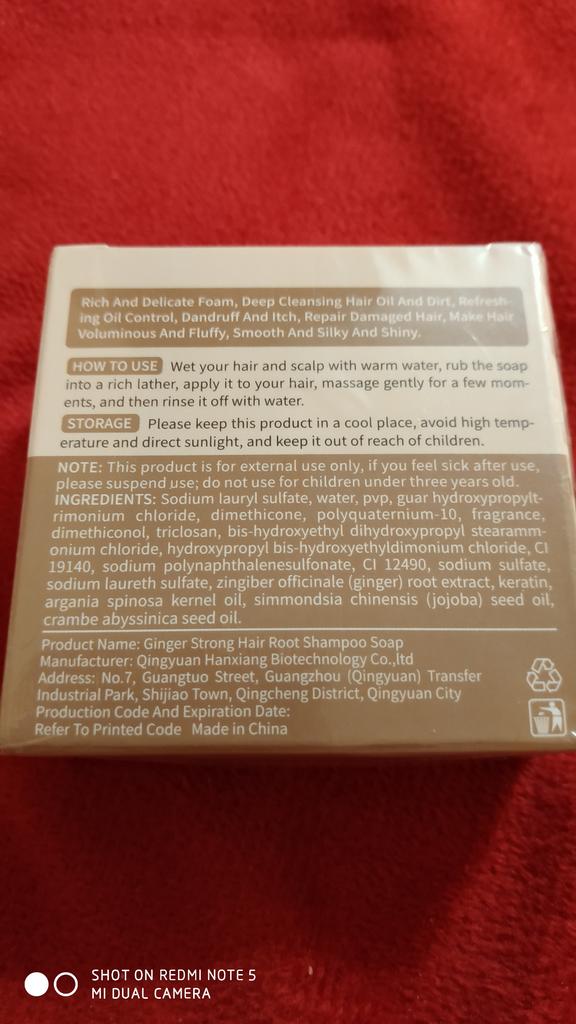 Rich And Delicate Foam, Deep Cleansing Hair Oil And Dirt, Refresh-
ing Oil Control, Dandruff And Itch, Repair Damaged Hair, Make Hair
Voluminous And Fluffy, Smooth And Silky And Shiny.
HOW TO USE Wet your hair and scalp with warm water, rub the soap
into a rich lather, apply it to your hair, massage gently for a few mom-
ents, and then rinse it off with water.
STORAGE Please keep this product in a cool place, avoid high temp-
erature and direct sunlight, and keep it out of reach of children.
NOTE: This product is for external use only, if you feel sick after use,
please suspend use; do not use for children under three years old.
INGREDIENTS: Sodium lauryl sulfate, water, pvp, guar hydroxypropylt-
rimonium chloride, dimethicone, polyquaternium-10, fragrance,
dimethiconol, triclosan, bis-hydroxyethyl dihydroxypropyl stearamm-
onium chloride, hydroxypropyl bis-hydroxyethyldimonium chloride, CI
19140, sodium polynaphthalenesulfonate, CI 12490, sodium sulfate,
sodium laureth sulfate, zingiber officinale (ginger) root extract, keratin,
argania spinosa kernel oil, simmondsia chinensis (jojoba) seed oil,
crambe abyssinica seed oil.
Product Name: Ginger Strong Hair Root Shampoo Soap
Manufacturer: Qingyuan Hanxiang Biotechnology Co.,ltd
Address: No.7, Guangtuo Street, Guangzhou (Qingyuan) Transfer
Industrial Park, Shijiao Town, Qingcheng District, Qingyuan City
Production Code And Expiration Date:
Refer To Printed Code Made in China
SHOT ON REDMI NOTE 5
MI DUAL CAMERA